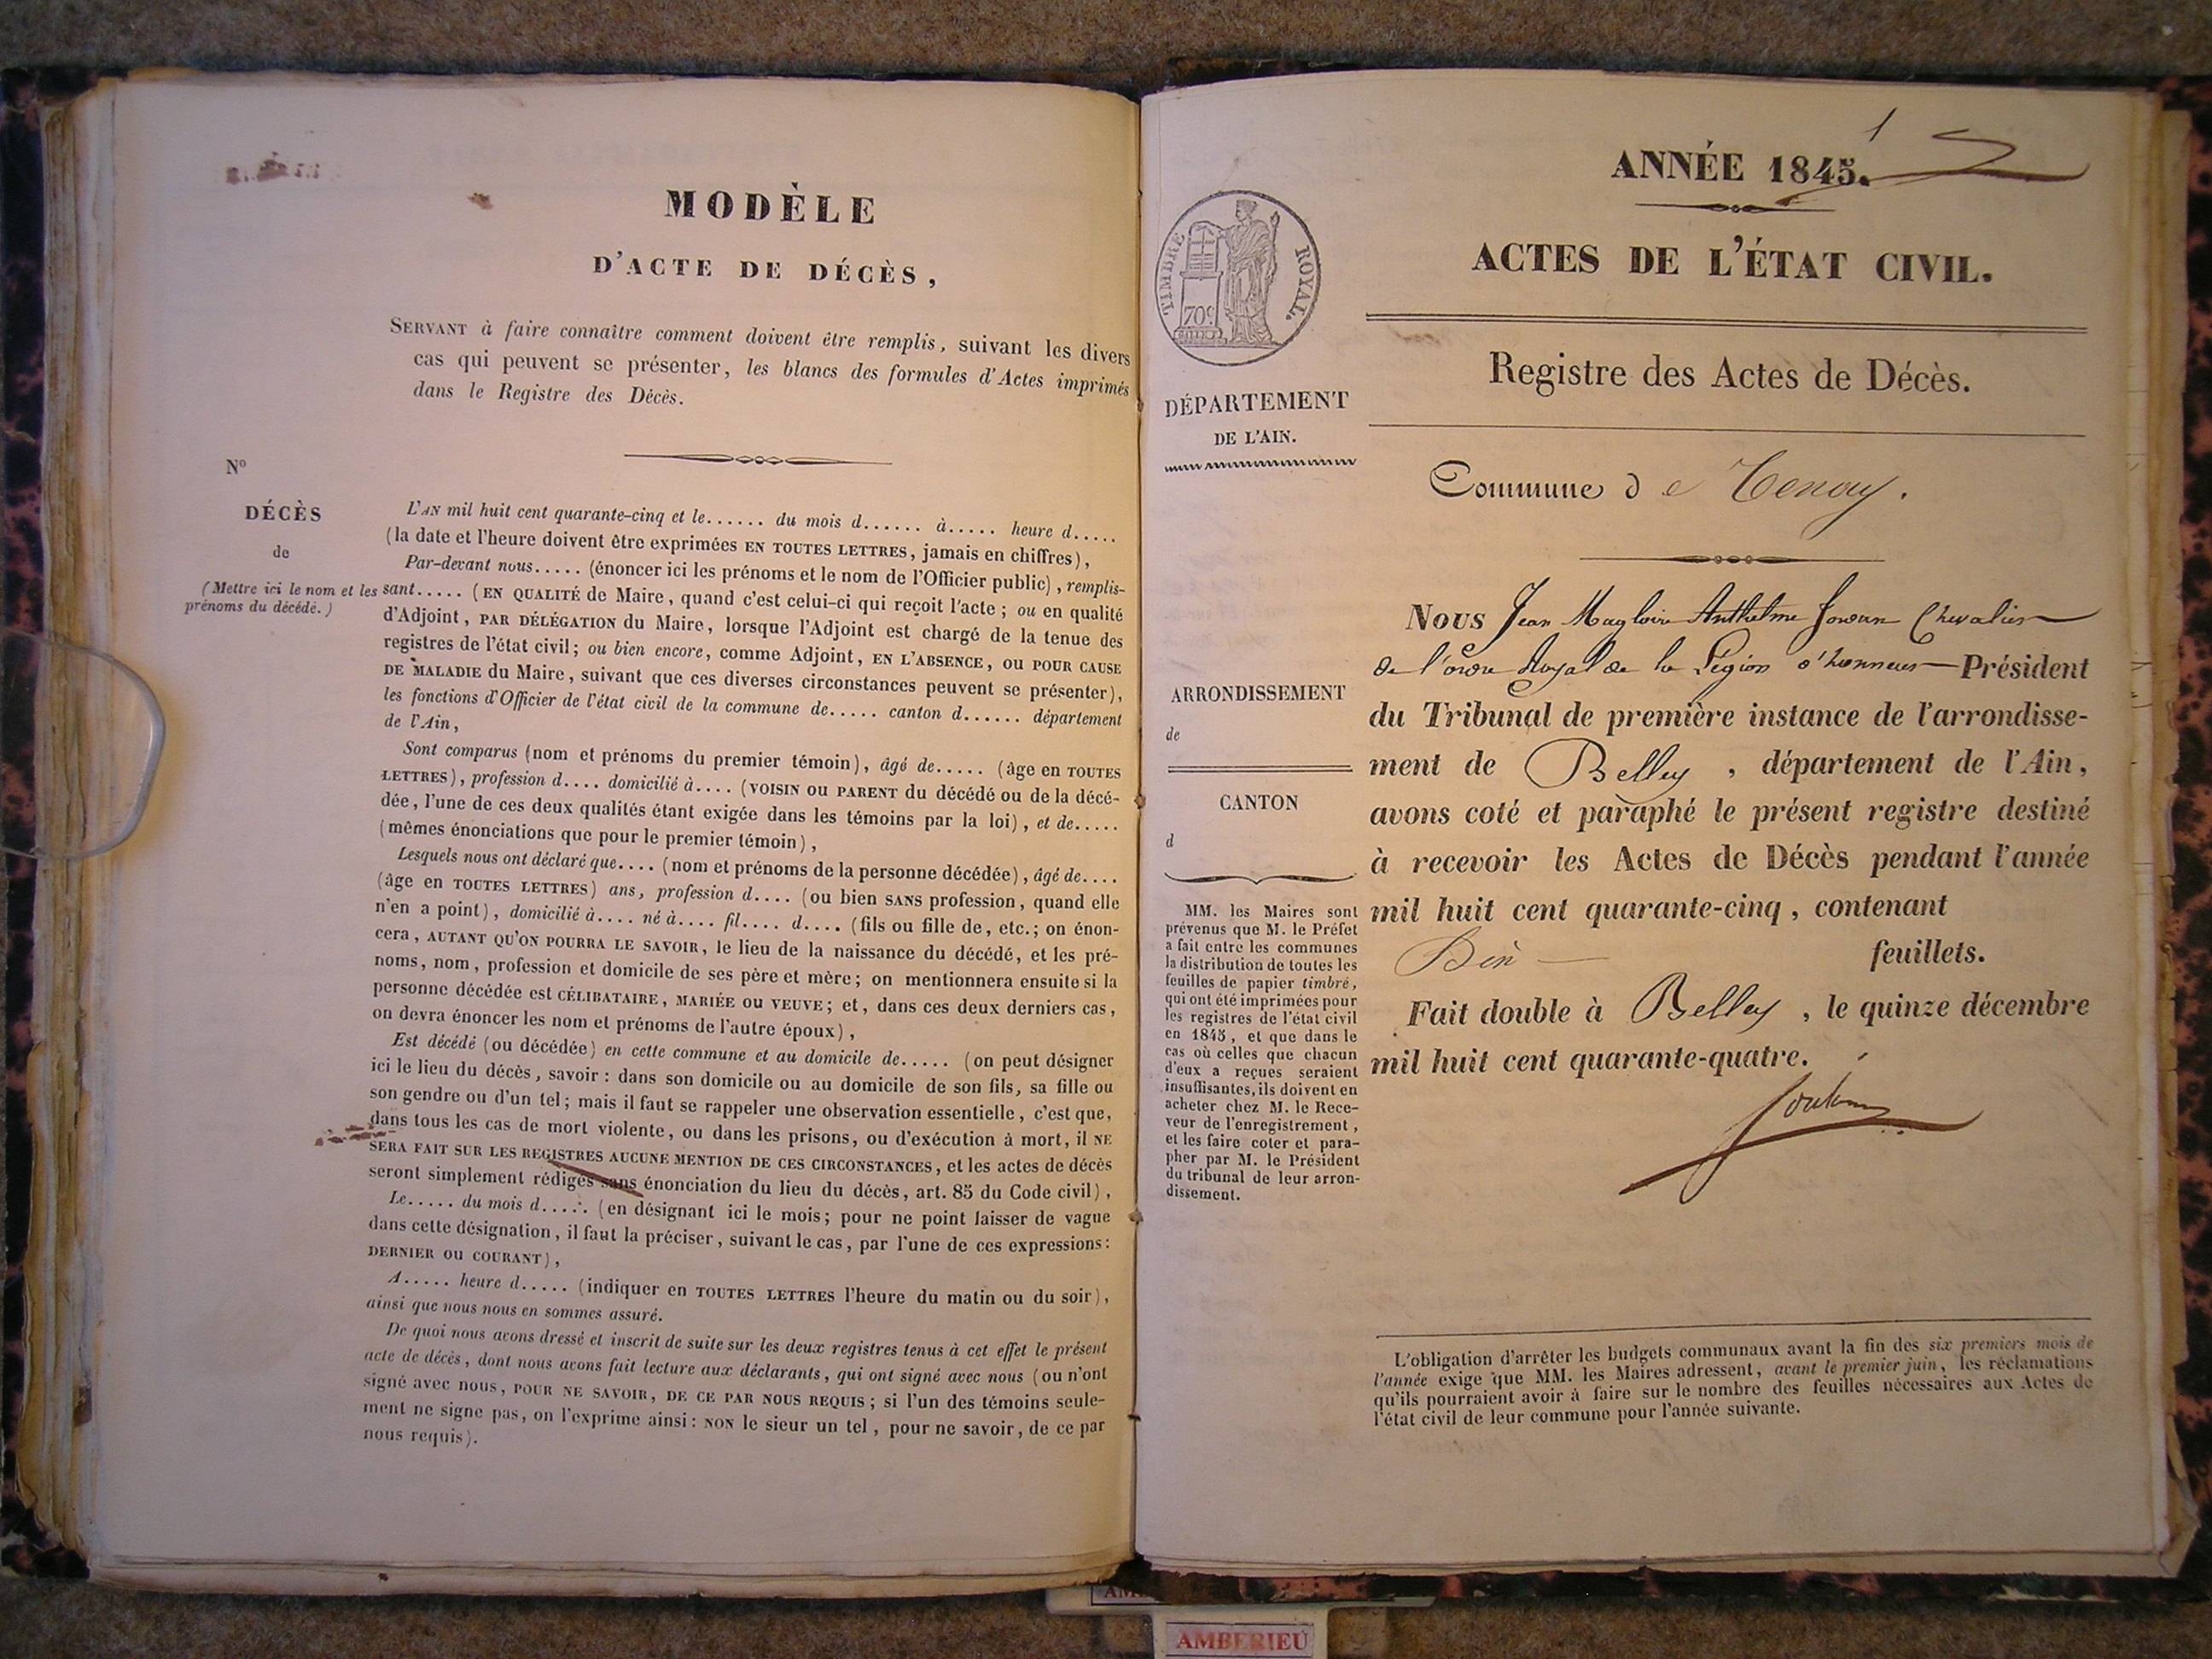 MODÈLE
D'ACTE DE DÉCÈS,
SERVANT à faire connaître comment doivent être remplis, suivant les divers
cas qui peuvent se présenter, les blancs des formules d'Actes imprimés
dans le Registre des Décès.
No
DÉCÈS
de
(Mettre ici le nom et les
prénoms du décédé.)
L'AN mil huit cent quarante-cinq et le...... du mois d...... à..... heure d.....
(la date et l'heure doivent être exprimées EN TOUTES LETTRES, jamais en chiffres),
Par-devant nous..... (énoncer ici les prénoms et le nom de l'Officier public), remplis-
sant..... (EN QUALITÉ de Maire, quand c'est celui-ci qui reçoit l'acte; ou en qualité
d'Adjoint, PAR DÉLÉGATION du Maire, lorsque l'Adjoint est chargé de la tenue des
registres de l'état civil; ou bien encore, comme Adjoint, EN L'ABSENCE, OU POUR CAUSE
DE MALADIE du Maire, suivant que ces diverses circonstances peuvent se présenter),
les fonctions d'Officier de l'état civil de la commune de..... canton d...... département
de l'Ain,
Sont comparus (nom et prénoms du premier témoin), âgé de..... (âge en TOUTES
LETTRES), profession d.... domicilié à.... (VOISIN OU PARENT du décédé ou de la décé-
dée, l'une de ces deux qualités étant exigée dans les témoins par la loi), et de.....
(mêmes énonciations que pour le premier témoin),
Lesquels nous ont déclaré que.... (nom et prénoms de la personne décédée), âgé de....
(âge en TOUTES LETTRES) ans, profession d.... (ou bien SANS profession, quand elle
n'en a point), domicilié à.... né à.... fil.... d.... (fils ou fille de, etc.; on énon-
cera, AUTANT QU'ON POURRA LE SAVOIR, le lieu de la naissance du décédé, et les pré-
noms, nom, profession et domicile de ses père et mère; on mentionnera ensuite si la
personne décédée est CÉLIBATAIRE, MARIÉE OU VEUVE; et, dans ces deux derniers cas,
on devra énoncer les nom et prénoms de l'autre époux),
Est décédé (ou décédée) en cette commune et au domicile de..... (on peut désigner
ici le lieu du décès, savoir: dans son domicile ou au domicile de son fils, sa fille ou
son gendre ou d'un tel; mais il faut se rappeler une observation essentielle, c'est que,
dans tous les cas de mort violente, ou dans les prisons, ou d'exécution à mort, il NE
SERA FAIT SUR LES REGISTRES AUCUNE MENTION DE CES CIRCONSTANCES, et les actes de décès
seront simplement rédigés sans énonciation du lieu du décès, art. 85 du Code civil),
Le..... du mois d..... (en désignant ici le mois; pour ne point laisser de vague
dans cette désignation, il faut la préciser, suivant le cas, par l'une de ces expressions:
DERNIER OU COURANT),
A..... heure d..... (indiquer en TOUTES LETTRES l'heure du matin ou du soir),
ainsi que nous nous en sommes assuré.
De quoi nous avons dressé et inscrit de suite sur les deux registres tenus à cet effet le présent
acte de décès, dont nous avons fait lecture aux déclarants, qui ont signé avec nous (ou n'ont
signé avec nous, POUR NE SAVOIR, DE CE PAR NOUS REQUIS; si l'un des témoins seule-
ment ne signe pas, on l'exprime ainsi: NON le sieur un tel, pour ne savoir, de ce par
nous requis).
1
ANNÉE 1845.
ACTES DE L'ÉTAT CIVIL.
TIMBRE ROYAL.
70c
Registre des Actes de Décès.
DÉPARTEMENT
DE L'AIN.
Commune de Tenay.
ARRONDISSEMENT
de
CANTON
d
MM. les Maires sont
prévenus que M. le Préfet
a fait entre les communes
la distribution de toutes les
feuilles de papier timbré,
qui ont été imprimées pour
les registres de l'état civil
en 1845, et que dans le
cas où celles que chacun
d'eux a reçues seraient
insuffisantes, ils doivent en
acheter chez M. le Rece-
veur de l'enregistrement,
et les faire coter et para-
pher par M. le Président
du tribunal de leur arron-
dissement.
NOUS Jean Magloire Anthelme Chevalier
de l'ordre Royal de la Légion d'honneur Président
du Tribunal de première instance de l'arrondisse-
ment de Belley, département de l'Ain,
avons coté et paraphé le présent registre destiné
à recevoir les Actes de Décès pendant l'année
mil huit cent quarante-cinq, contenant
feuillets.
Fait double à Belley, le quinze décembre
mil huit cent quarante-quatre.
L'obligation d'arrêter les budgets communaux avant la fin des six premiers mois de
l'année exige que MM. les Maires adressent, avant le premier juin, les réclamations
qu'ils pourraient avoir à faire sur le nombre des feuilles nécessaires aux Actes de
l'état civil de leur commune pour l'année suivante.
AMBERIEU